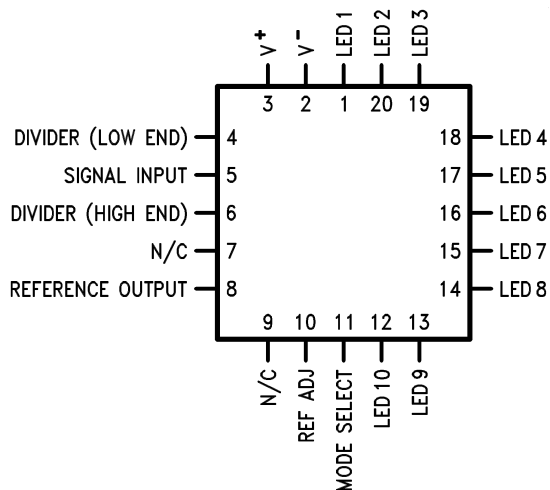 V+
V-
LED 1
LED 2
LED 3
3 2 1 20 19
DIVIDER (LOW END) 4
18 LED 4
SIGNAL INPUT 5
17 LED 5
DIVIDER (HIGH END) 6
16 LED 6
N/C 7
15 LED 7
REFERENCE OUTPUT 8
14 LED 8
9 10 11 12 13
N/C
REF ADJ
MODE SELECT
LED 10
LED 9